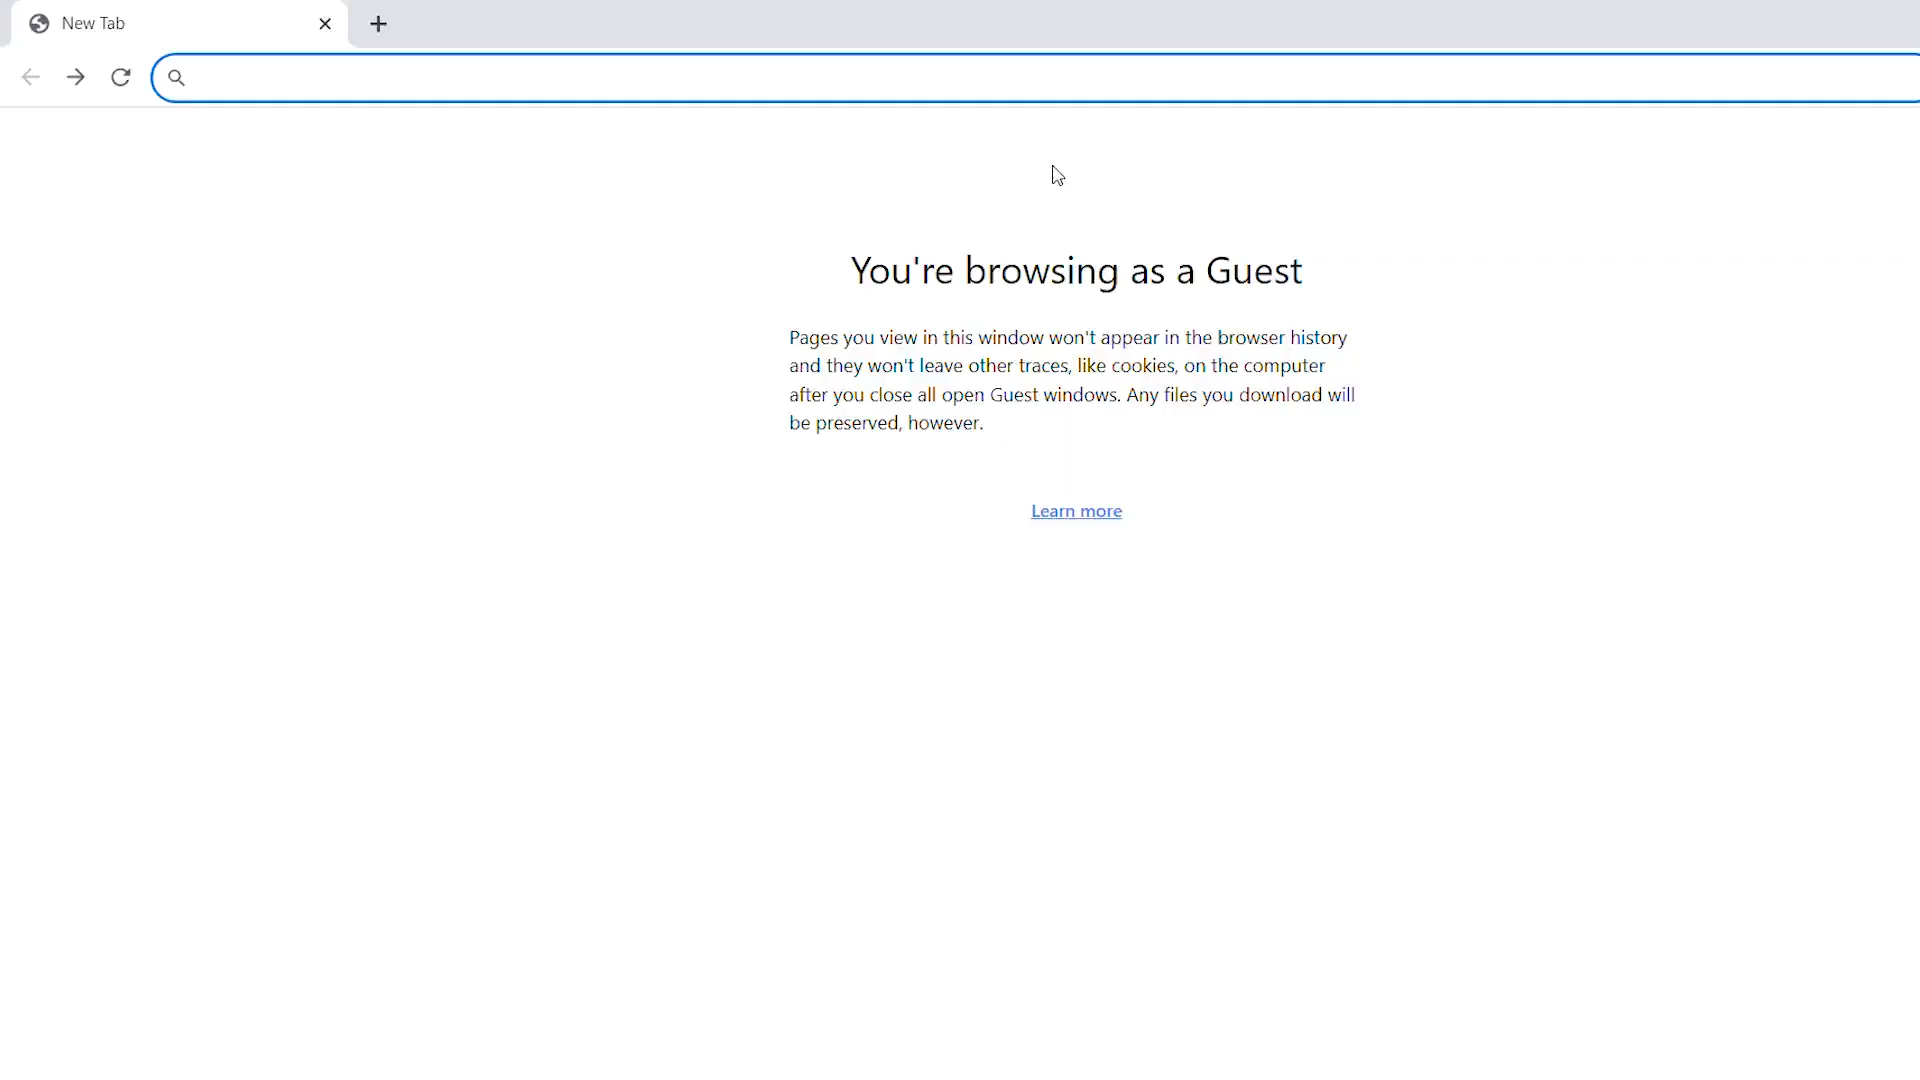 New Tab
You're browsing as a Guest
Pages you view in this window won't appear in the browser history
and they won't leave other traces, like cookies, on the computer
after you close all open Guest windows. Any files you download will
be preserved, however.
Learn more